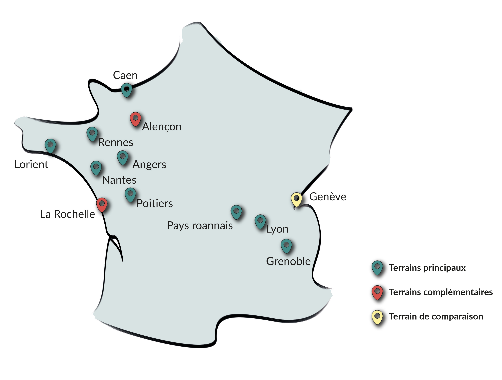 Caen
Alençon
Rennes
Lorient
Angers
Nantes
Poitiers
Genève
La Rochelle
Pays roannais
Lyon
Grenoble
Terrains principaux
Terrains complémentaires
Terrain de comparaison